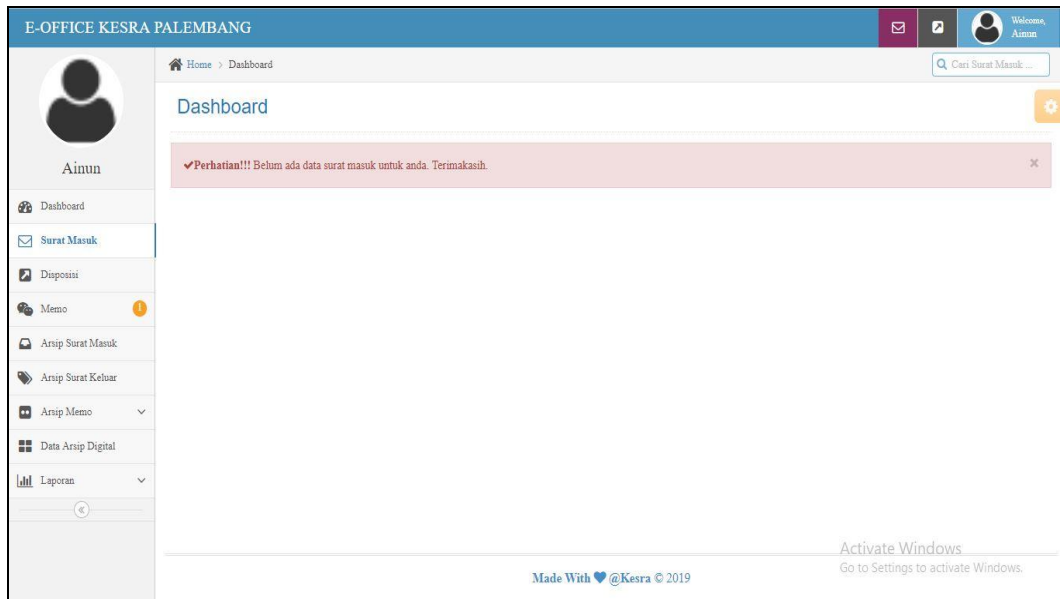 E-OFFICE KESRA PALEMBANG
Welcome,
Ainun
Home > Dashboard
Cari Surat Masuk ...
Dashboard
Ainun
Perhatian!!! Belum ada data surat masuk untuk anda. Terimakasih.
Dashboard
Surat Masuk
Disposisi
Memo
Arsip Surat Masuk
Arsip Surat Keluar
Arsip Memo
Data Arsip Digital
Laporan
Activate Windows
Go to Settings to activate Windows.
Made With @Kesra © 2019